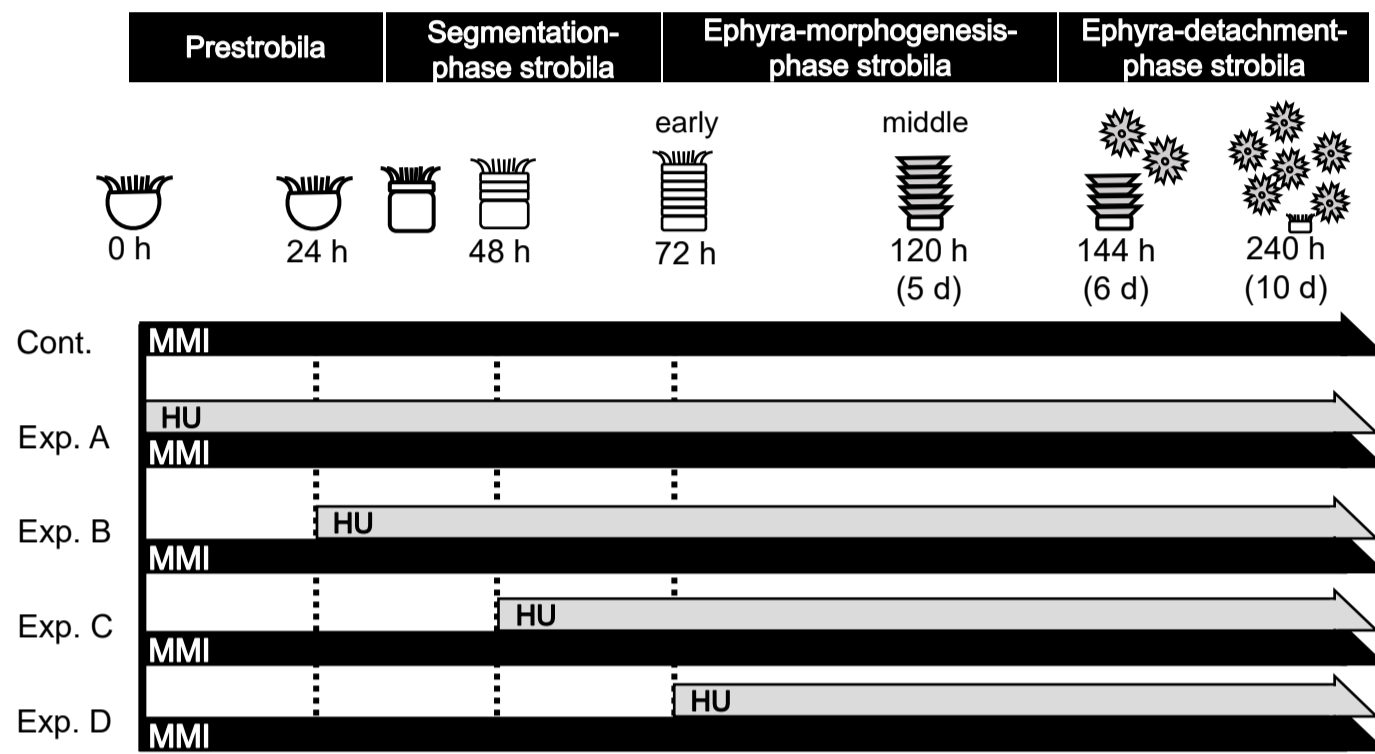 Prestrobila
Segmentation-
phase strobila
Ephyra-morphogenesis-
phase strobila
Ephyra-detachment-
phase strobila
early
middle
0 h
24 h
48 h
72 h
120 h
(5 d)
144 h
(6 d)
240 h
(10 d)
Cont.
MMI
Exp. A
HU
MMI
Exp. B
HU
MMI
Exp. C
HU
MMI
Exp. D
HU
MMI